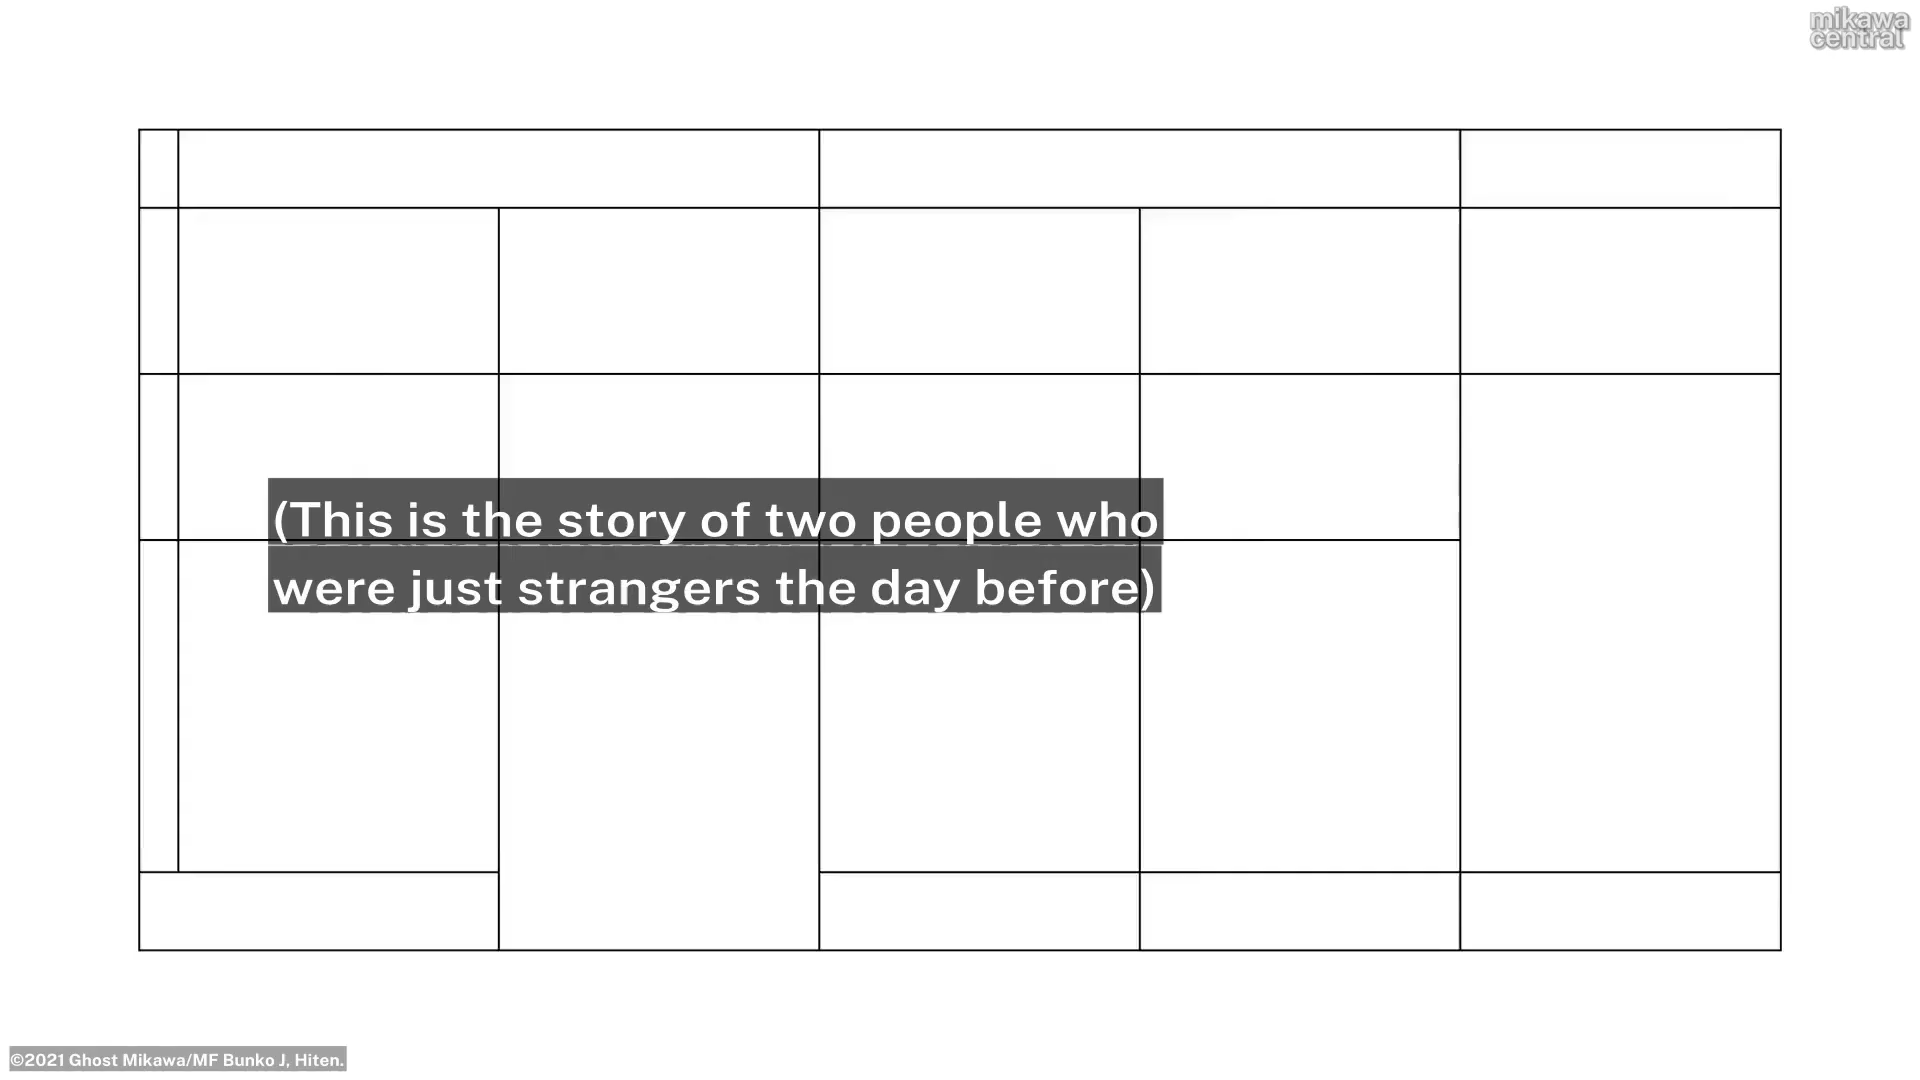 mikawa
central
(This is the story of two people who
were just strangers the day before)
©2021 Ghost Mikawa/MF Bunko J, Hiten.